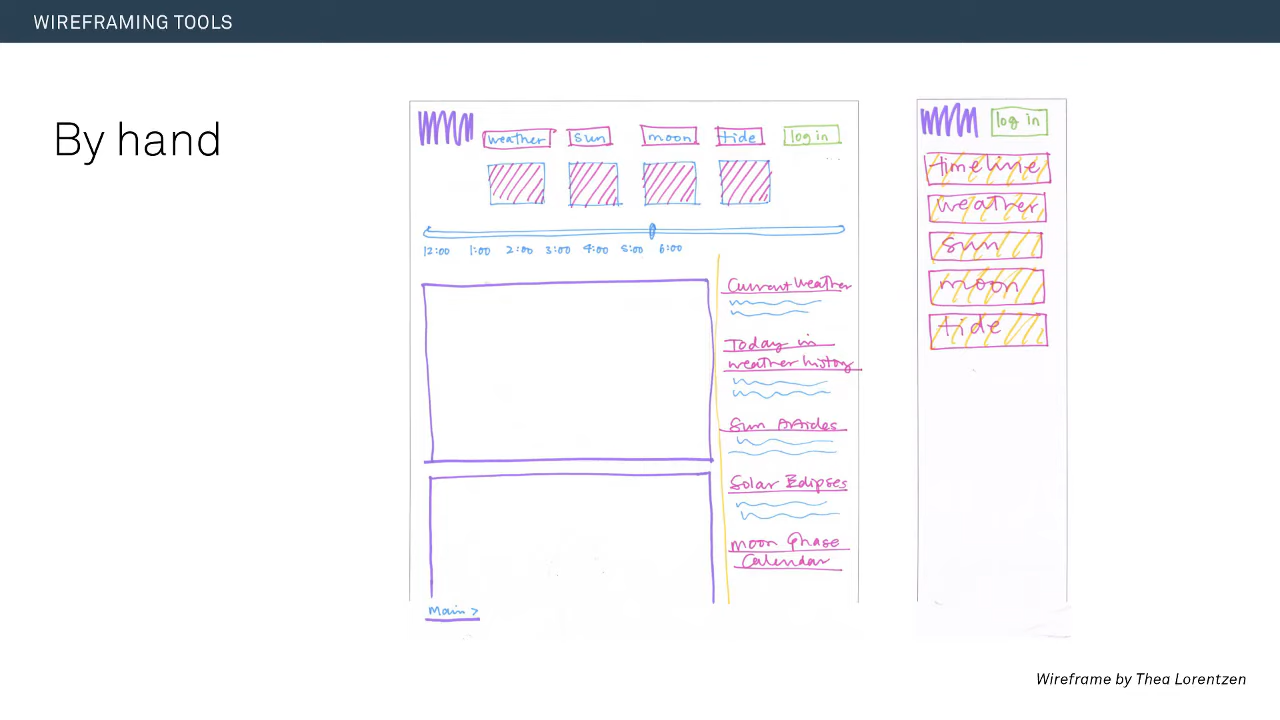 WIREFRAMING TOOLS
By hand
weather sun moon tide log in
12:00 1:00 2:00 3:00 4:00 5:00 6:00
Current Weather
Today in
weather history
Sun Articles
Solar Eclipses
Moon Phase
Calendar
Main >
log in
timeline
weather
sun
moon
tide
Wireframe by Thea Lorentzen